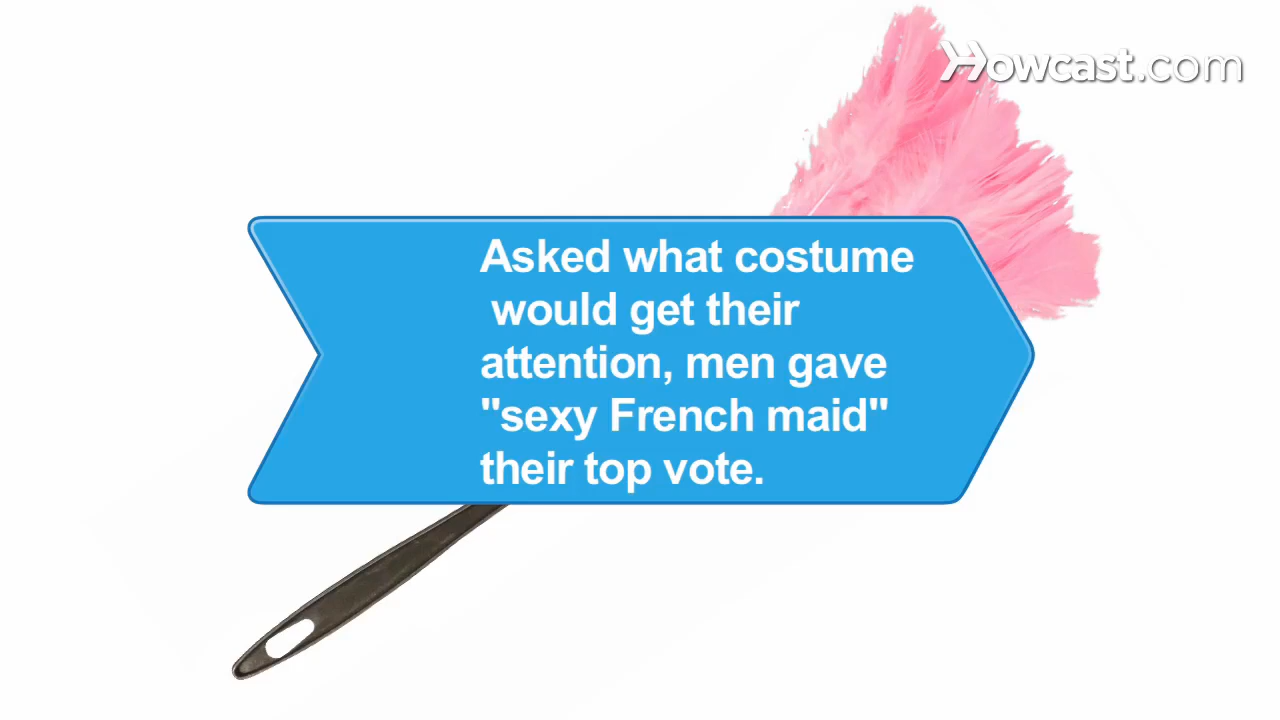 Howcast.com
Asked what costume
would get their
attention, men gave
"sexy French maid"
their top vote.